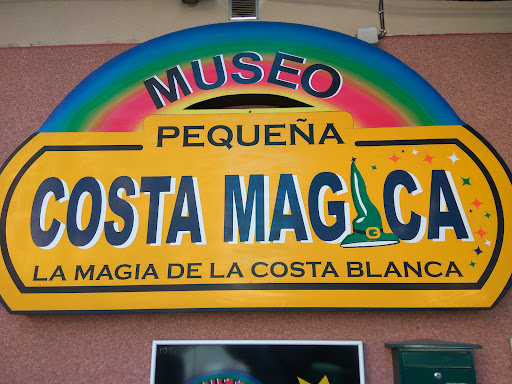 MUSEO
PEQUEÑA
COSTA MAGICA
LA MAGIA DE LA COSTA BLANCA